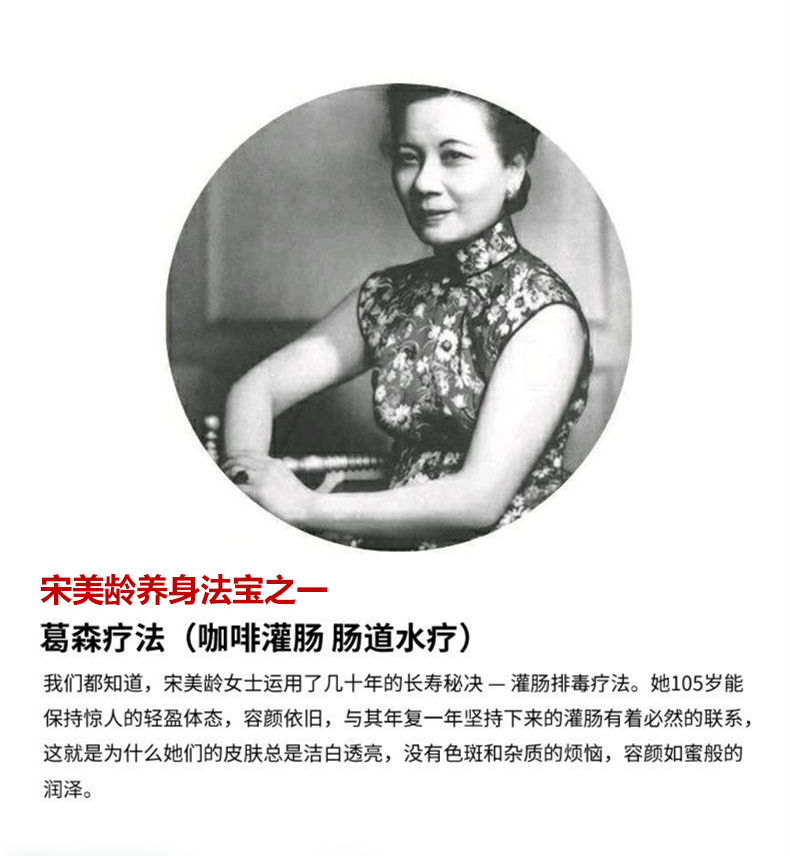 宋美龄养身法宝之一
葛森疗法（咖啡灌肠 肠道水疗）
我们都知道，宋美龄女士运用了几十年的长寿秘决 — 灌肠排毒疗法。她105岁能
保持惊人的轻盈体态，容颜依旧，与其年复一年坚持下来的灌肠有着必然的联系，
这就是为什么她们的皮肤总是洁白透亮，没有色斑和杂质的烦恼，容颜如蜜般的
润泽。